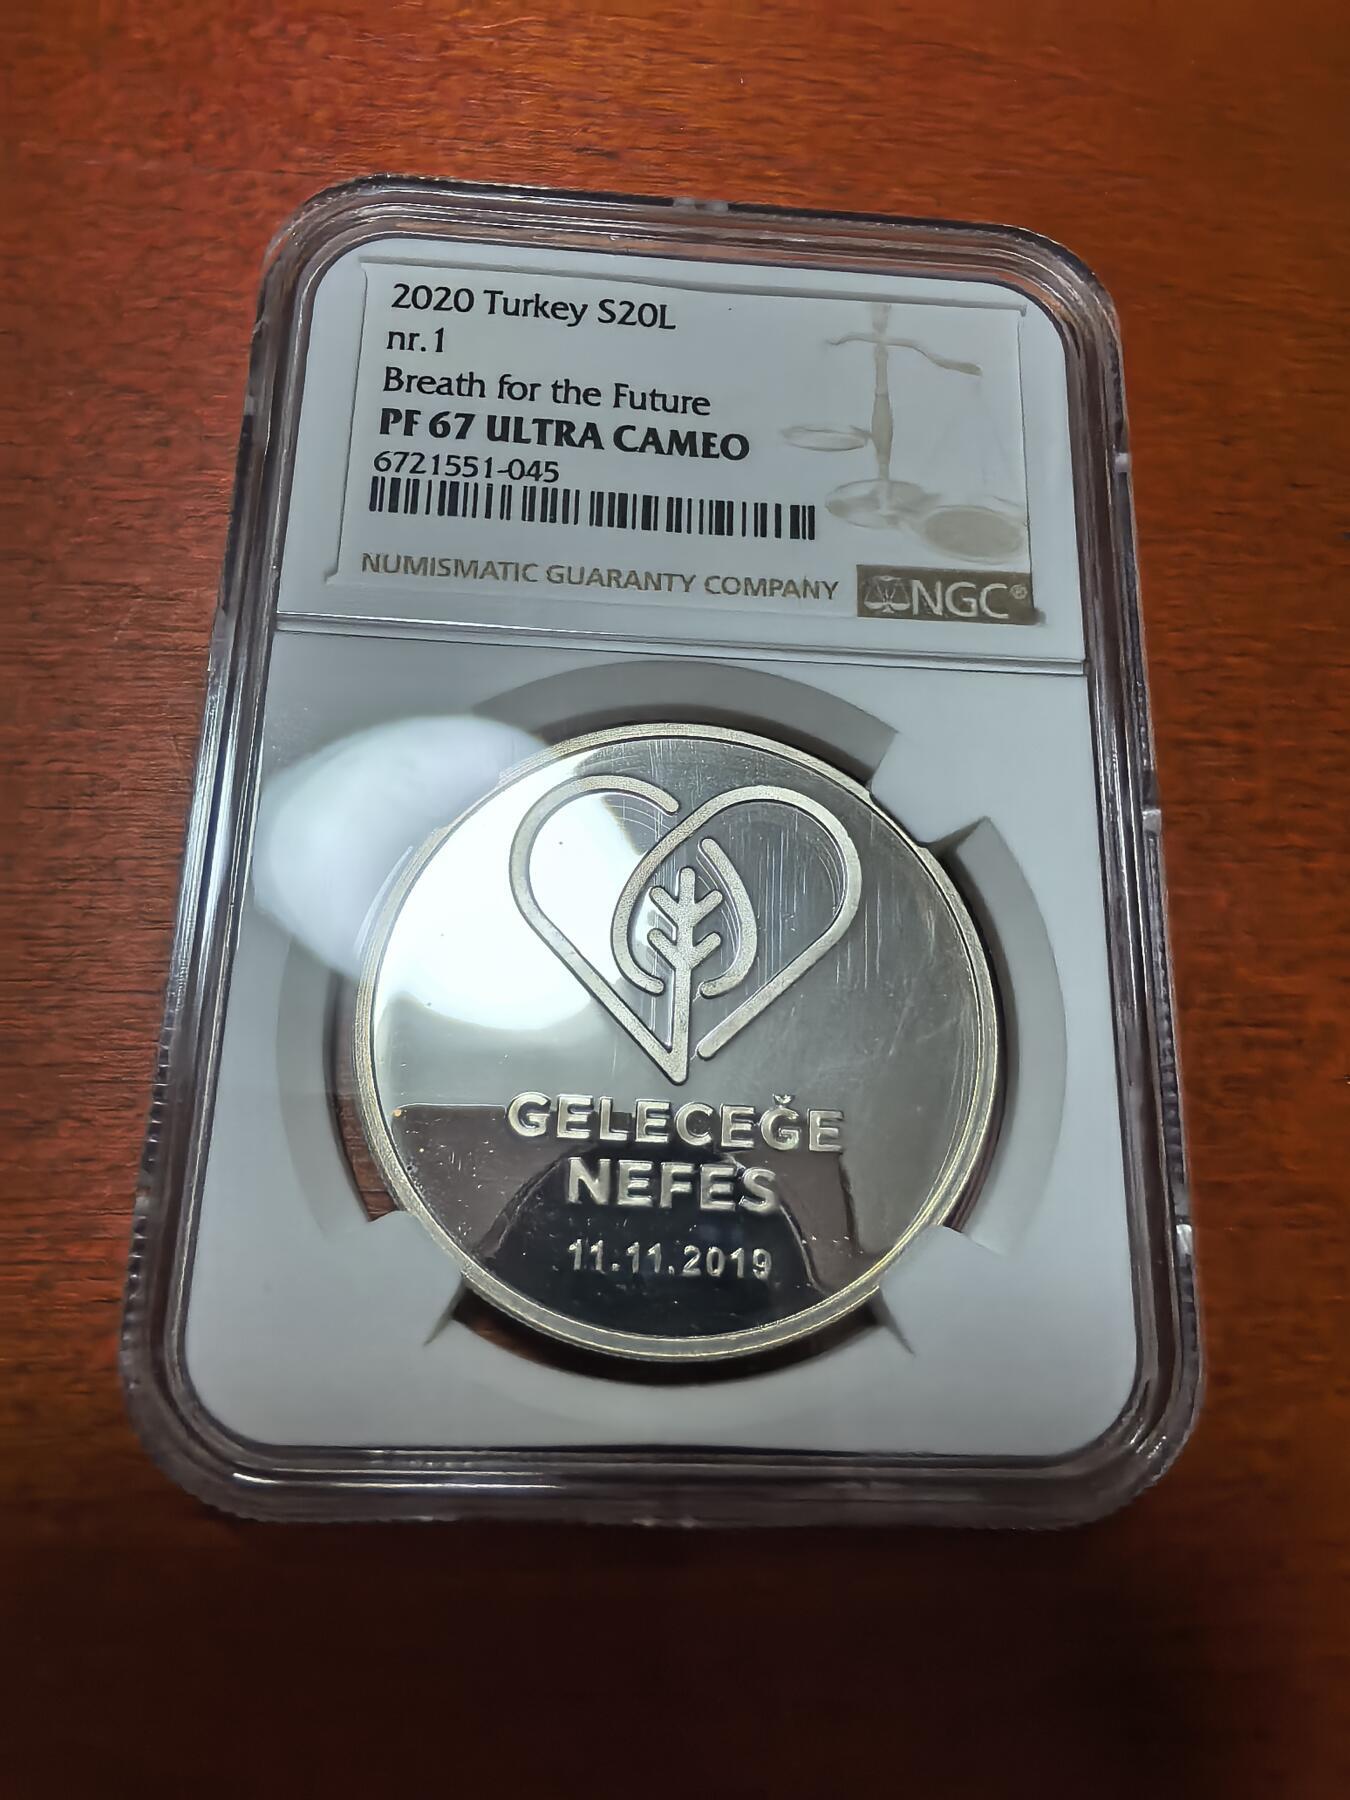 2020 Turkey S20L
nr.1
Breath for the Future
PF 67 ULTRA CAMEO
6721551-045
NUMISMATIC GUARANTY COMPANY NGC®
GELECEĞE
NEFES
11.11.2019